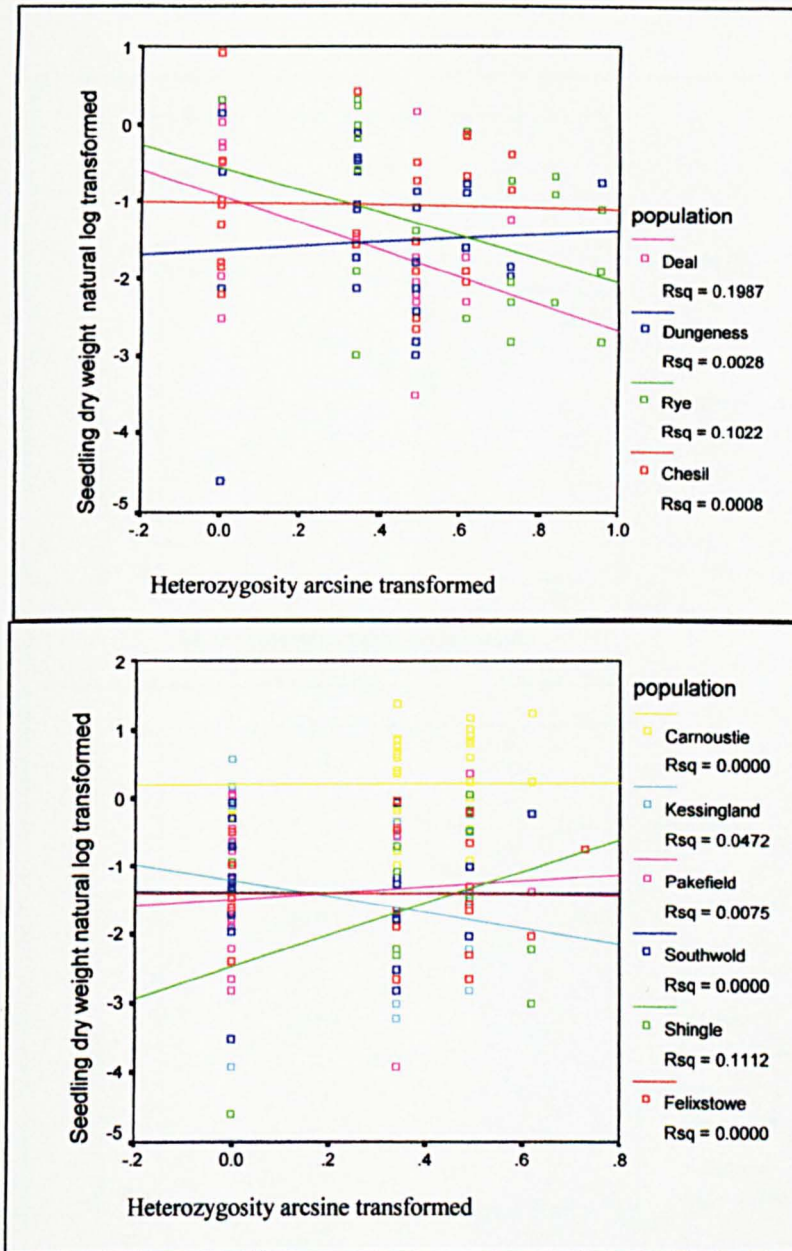 1
0
-1
-2
-3
-4
-5
Seedling dry weight natural log transformed
-.2
0.0
.2
.4
.6
.8
1.0
Heterozygosity arcsine transformed
population
Deal
Rsq = 0.1987
Dungeness
Rsq = 0.0028
Rye
Rsq = 0.1022
Chesil
Rsq = 0.0008
2
1
0
-1
-2
-3
-4
-5
Seedling dry weight natural log transformed
-.2
0.0
.2
.4
.6
.8
Heterozygosity arcsine transformed
population
Carnoustie
Rsq = 0.0000
Kessingland
Rsq = 0.0472
Pakefield
Rsq = 0.0075
Southwold
Rsq = 0.0000
Shingle
Rsq = 0.1112
Felixstowe
Rsq = 0.0000